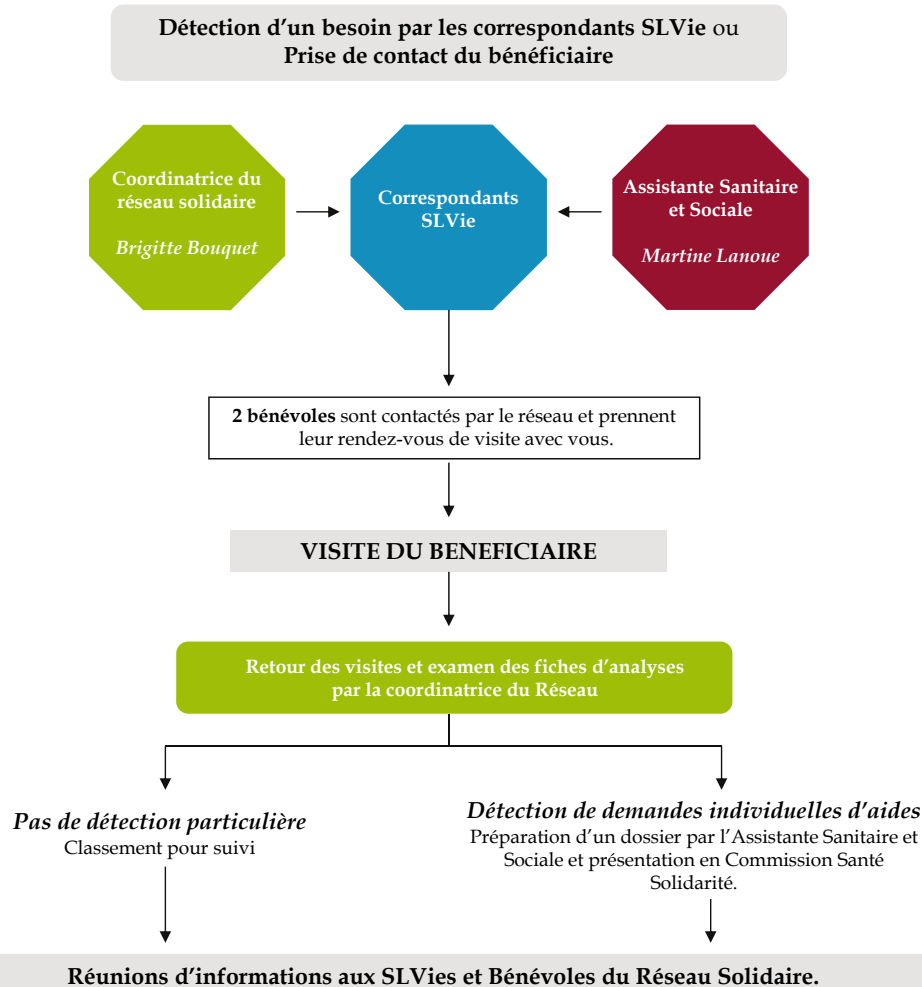 Détection d'un besoin par les correspondants SLVie ou
Prise de contact du bénéficiaire
Coordinatrice du
réseau solidaire
Brigitte Bouquet
Correspondants
SLVie
Assistante Sanitaire
et Sociale
Martine Lanoue
2 bénévoles sont contactés par le réseau et prennent
leur rendez-vous de visite avec vous.
VISITE DU BENEFICIAIRE
Retour des visites et examen des fiches d'analyses
par la coordinatrice du Réseau
Pas de détection particulière
Classement pour suivi
Détection de demandes individuelles d'aides
Préparation d'un dossier par l'Assistante Sanitaire et
Sociale et présentation en Commission Santé
Solidarité.
Réunions d'informations aux SLVies et Bénévoles du Réseau Solidaire.